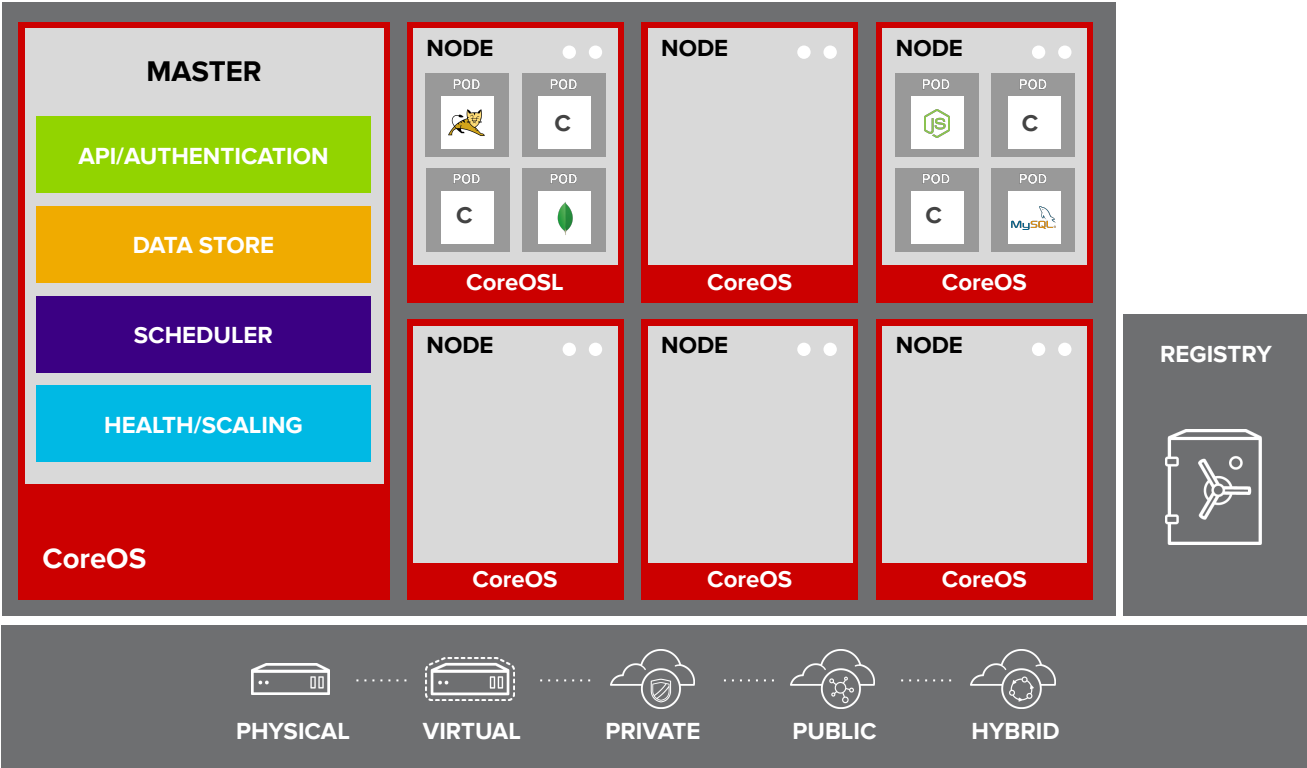 MASTER
API/AUTHENTICATION
DATA STORE
SCHEDULER
HEALTH/SCALING
CoreOS
NODE
POD
POD
C
POD
POD
C
CoreOSL
NODE
CoreOS
NODE
POD
POD
JS
C
POD
POD
C
MySQL
CoreOS
NODE
CoreOS
NODE
CoreOS
NODE
CoreOS
REGISTRY
PHYSICAL
VIRTUAL
PRIVATE
PUBLIC
HYBRID